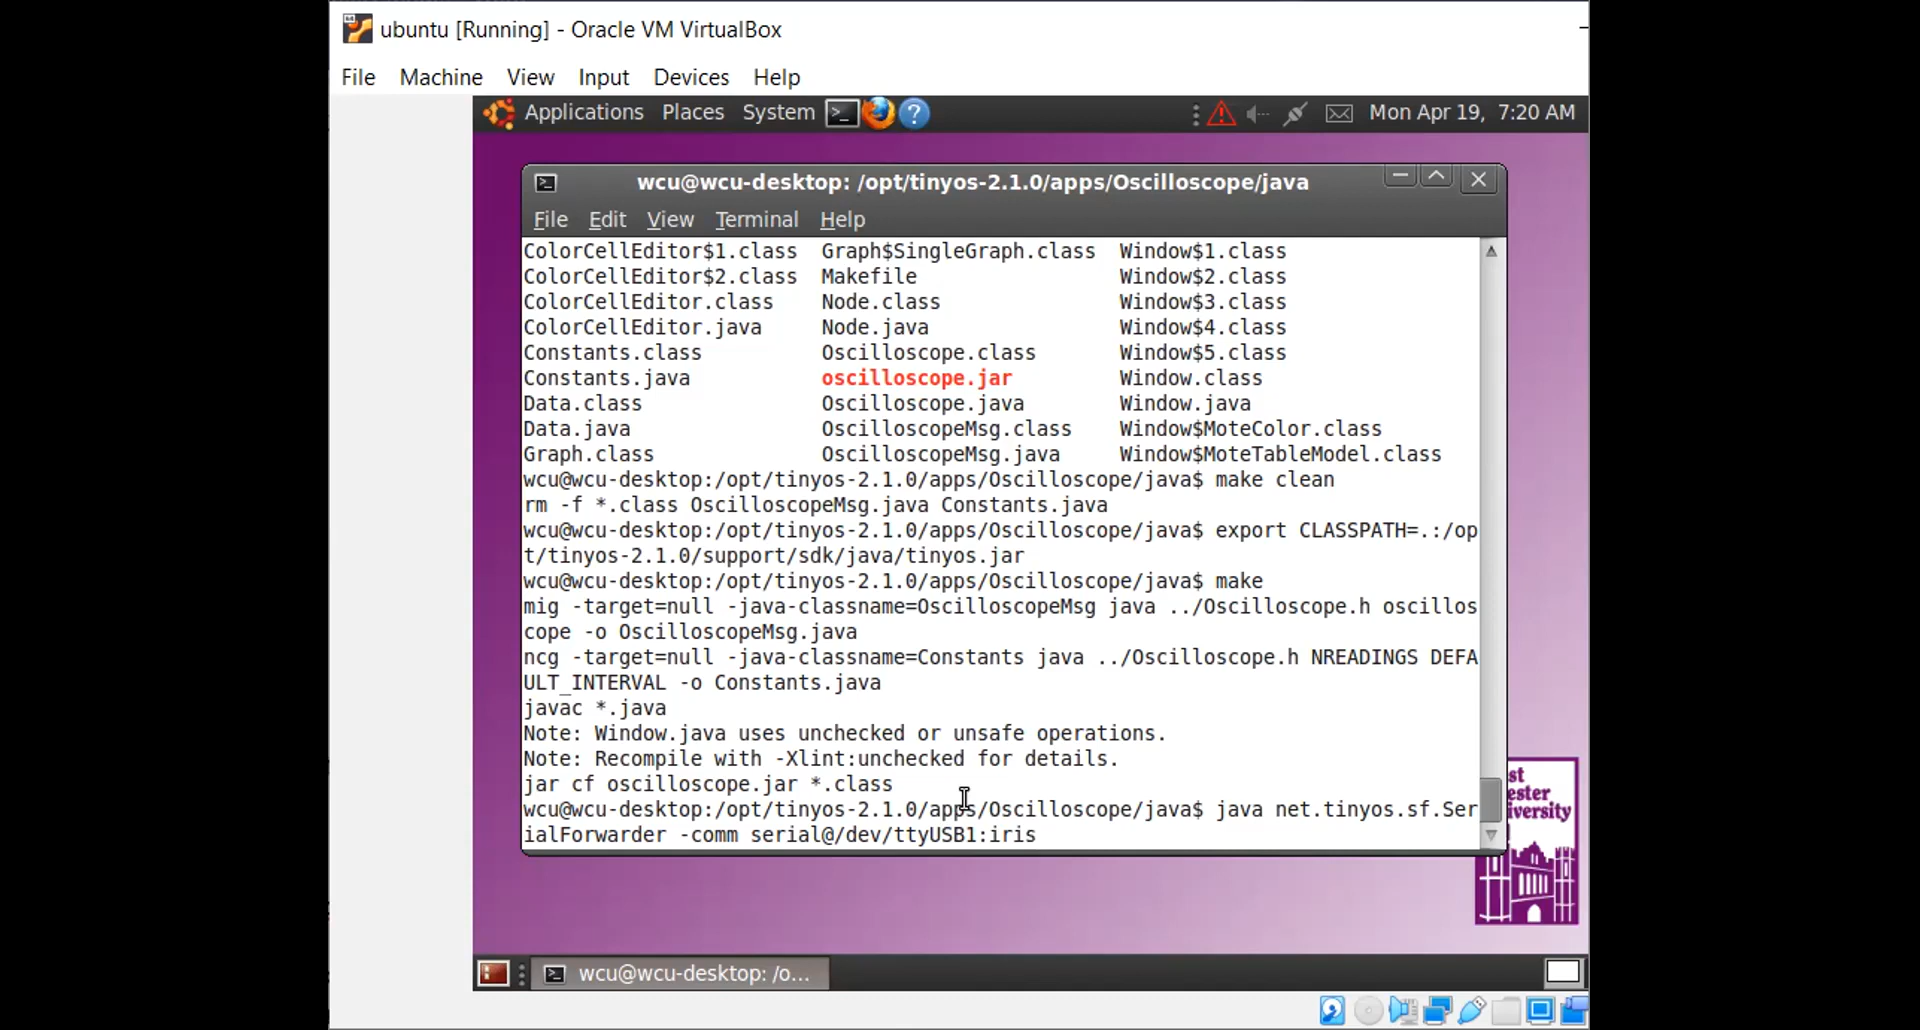 ubuntu [Running] - Oracle VM VirtualBox
File Machine View Input Devices Help
Applications Places System Mon Apr 19, 7:20 AM
wcu@wcu-desktop: /opt/tinyos-2.1.0/apps/Oscilloscope/java
File Edit View Terminal Help
ColorCellEditor$1.class Graph$SingleGraph.class Window$1.class
ColorCellEditor$2.class Makefile Window$2.class
ColorCellEditor.class Node.class Window$3.class
ColorCellEditor.java Node.java Window$4.class
Constants.class Oscilloscope.class Window$5.class
Constants.java oscilloscope.jar Window.class
Data.class Oscilloscope.java Window.java
Data.java OscilloscopeMsg.class Window$MoteColor.class
Graph.class OscilloscopeMsg.java Window$MoteTableModel.class
wcu@wcu-desktop:/opt/tinyos-2.1.0/apps/Oscilloscope/java$ make clean
rm -f *.class OscilloscopeMsg.java Constants.java
wcu@wcu-desktop:/opt/tinyos-2.1.0/apps/Oscilloscope/java$ export CLASSPATH=.:/op
t/tinyos-2.1.0/support/sdk/java/tinyos.jar
wcu@wcu-desktop:/opt/tinyos-2.1.0/apps/Oscilloscope/java$ make
mig -target=null -java-classname=OscilloscopeMsg java ../Oscilloscope.h oscillos
cope -o OscilloscopeMsg.java
ncg -target=null -java-classname=Constants java ../Oscilloscope.h NREADINGS DEFA
ULT_INTERVAL -o Constants.java
javac *.java
Note: Window.java uses unchecked or unsafe operations.
Note: Recompile with -Xlint:unchecked for details.
jar cf oscilloscope.jar *.class
wcu@wcu-desktop:/opt/tinyos-2.1.0/apps/Oscilloscope/java$ java net.tinyos.sf.Ser
ialForwarder -comm serial@/dev/ttyUSB1:iris
st
ester
iversity
wcu@wcu-desktop: /o...